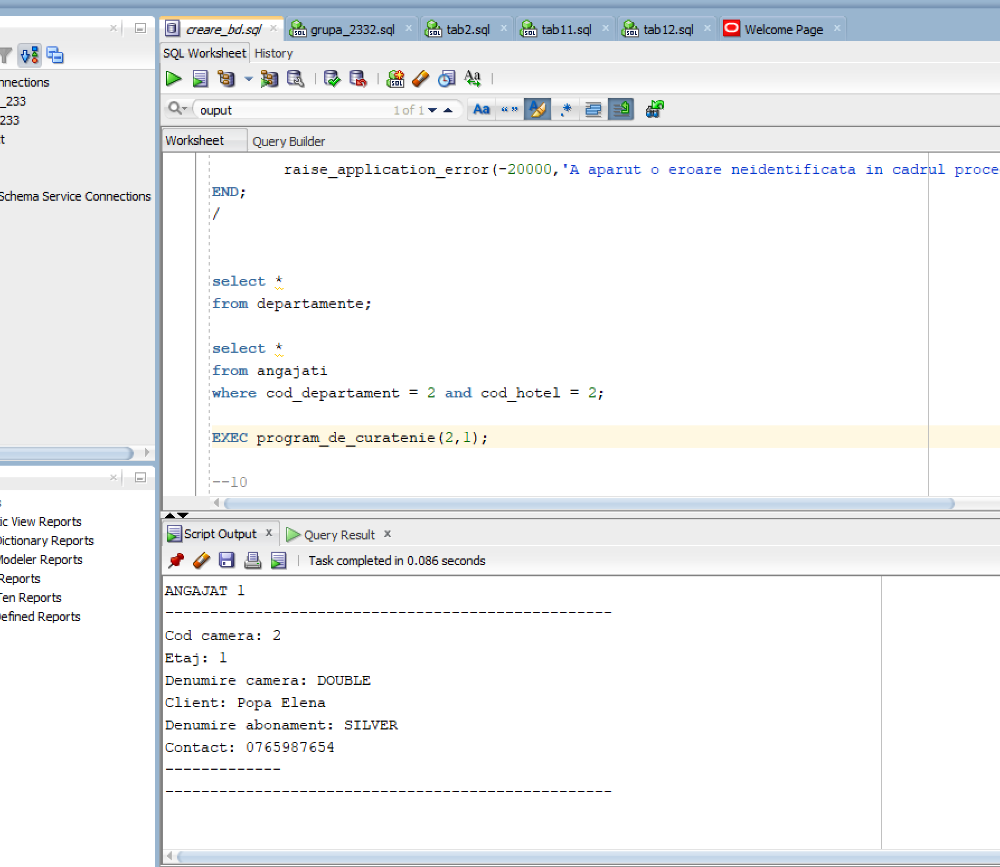 creare_bd.sql
grupa_2332.sql
tab2.sql
tab11.sql
tab12.sql
Welcome Page
SQL Worksheet
History
ouput
1 of 1
Aa
Worksheet
Query Builder
nnections
_233
233
t
Schema Service Connections
raise_application_error(-20000,'A aparut o eroare neidentificata in cadrul proce
END;
/
select *
from departamente;
select *
from angajati
where cod_departament = 2 and cod_hotel = 2;
EXEC program_de_curatenie(2,1);
--10
s
ic View Reports
Dictionary Reports
Modeler Reports
Reports
Ten Reports
efined Reports
Script Output
Query Result
Task completed in 0.086 seconds
ANGAJAT 1
--------------------------------------------------
Cod camera: 2
Etaj: 1
Denumire camera: DOUBLE
Client: Popa Elena
Denumire abonament: SILVER
Contact: 0765987654
-------------
--------------------------------------------------